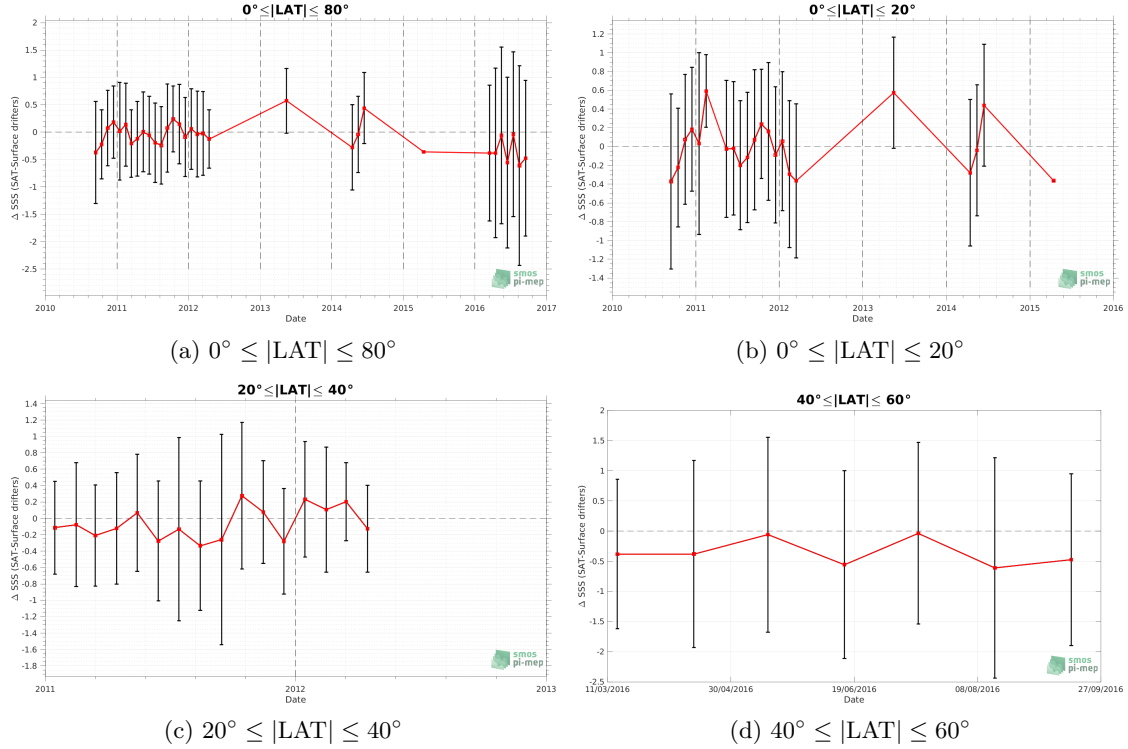 0°≤|LAT|≤ 80°
Δ SSS (SAT-Surface drifters)
2
1.5
1
0.5
0
-0.5
-1
-1.5
-2
-2.5
2010 2011 2012 2013 2014 2015 2016 2017
Date
smos
pi-mep
(a) 0° ≤ |LAT| ≤ 80°
0°≤|LAT|≤ 20°
Δ SSS (SAT-Surface drifters)
1.2
1
0.8
0.6
0.4
0.2
0
-0.2
-0.4
-0.6
-0.8
-1
-1.2
-1.4
2010 2011 2012 2013 2014 2015 2016
Date
smos
pi-mep
(b) 0° ≤ |LAT| ≤ 20°
20°≤|LAT|≤ 40°
Δ SSS (SAT-Surface drifters)
1.4
1.2
1
0.8
0.6
0.4
0.2
0
-0.2
-0.4
-0.6
-0.8
-1
-1.2
-1.4
-1.6
-1.8
2011 2012 2013
Date
smos
pi-mep
(c) 20° ≤ |LAT| ≤ 40°
40°≤|LAT|≤ 60°
Δ SSS (SAT-Surface drifters)
2
1.5
1
0.5
0
-0.5
-1
-1.5
-2
-2.5
11/03/2016 30/04/2016 19/06/2016 08/08/2016 27/09/2016
Date
smos
pi-mep
(d) 40° ≤ |LAT| ≤ 60°